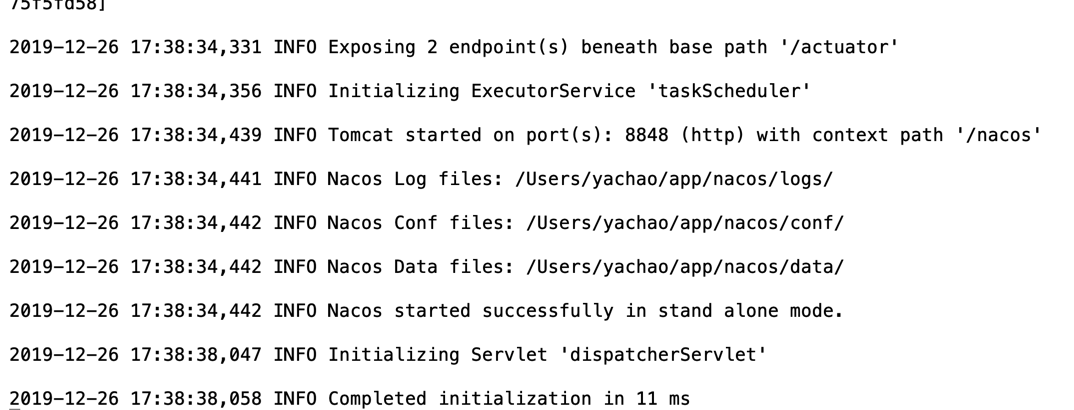 75f5fd58]
2019-12-26 17:38:34,331 INFO Exposing 2 endpoint(s) beneath base path '/actuator'
2019-12-26 17:38:34,356 INFO Initializing ExecutorService 'taskScheduler'
2019-12-26 17:38:34,439 INFO Tomcat started on port(s): 8848 (http) with context path '/nacos'
2019-12-26 17:38:34,441 INFO Nacos Log files: /Users/yachao/app/nacos/logs/
2019-12-26 17:38:34,442 INFO Nacos Conf files: /Users/yachao/app/nacos/conf/
2019-12-26 17:38:34,442 INFO Nacos Data files: /Users/yachao/app/nacos/data/
2019-12-26 17:38:34,442 INFO Nacos started successfully in stand alone mode.
2019-12-26 17:38:38,047 INFO Initializing Servlet 'dispatcherServlet'
2019-12-26 17:38:38,058 INFO Completed initialization in 11 ms